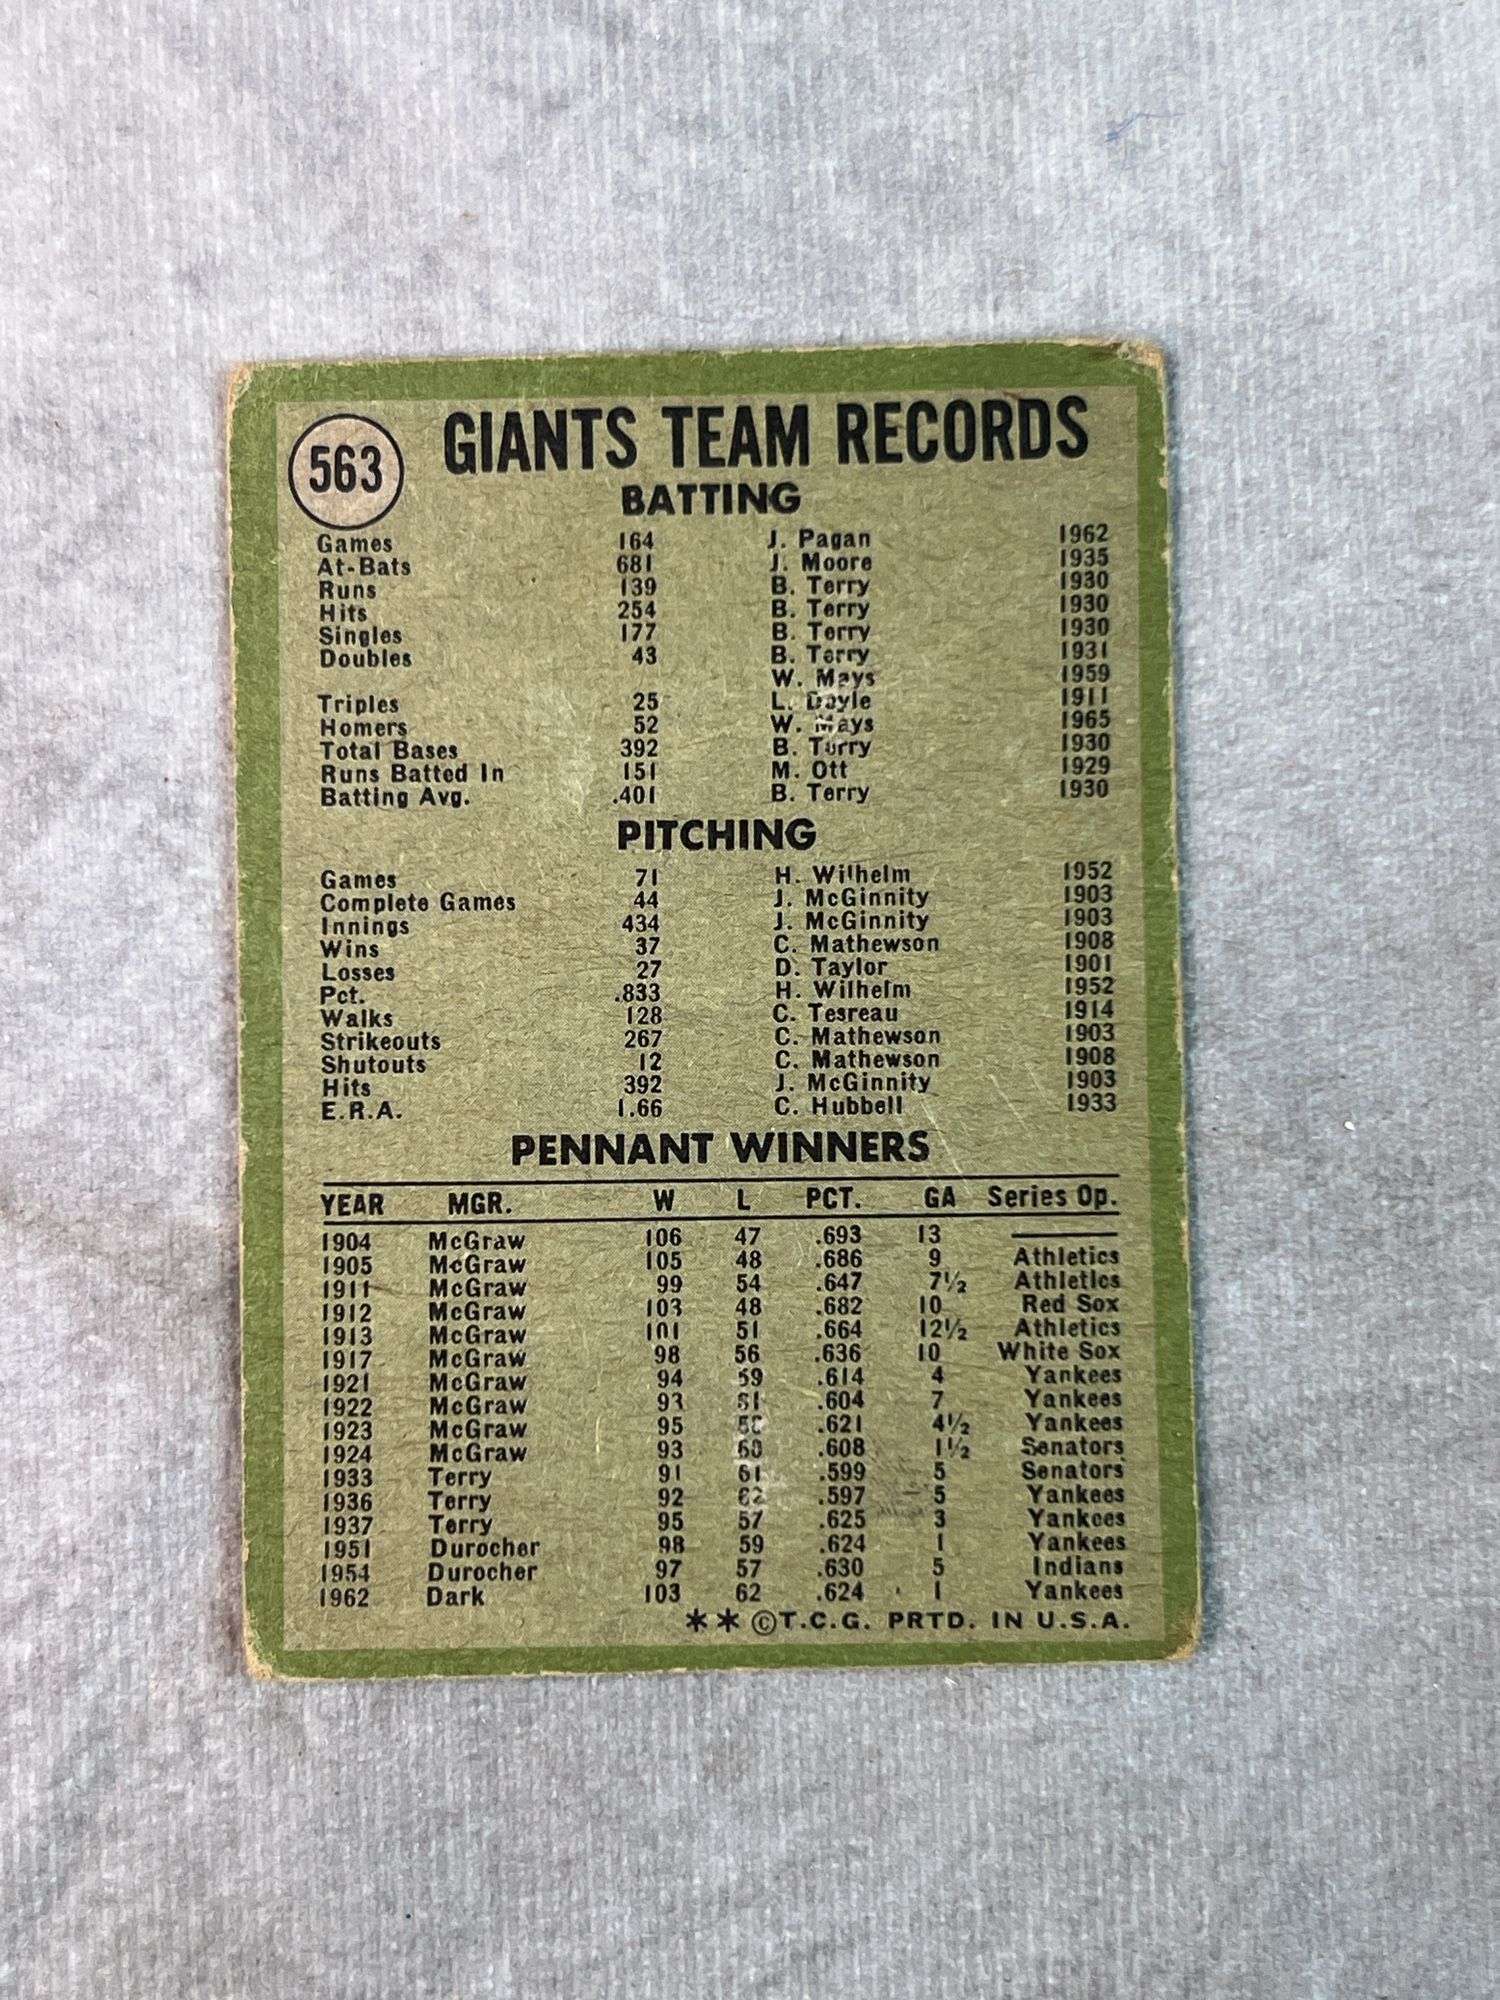 563
GIANTS TEAM RECORDS
BATTING
Games 164 J. Pagan 1962
At-Bats 681 J. Moore 1935
Runs 139 B. Terry 1930
Hits 254 B. Terry 1930
Singles 177 B. Terry 1930
Doubles 43 B. Terry 1931
W. Mays 1959
Triples 25 L. Doyle 1911
Homers 52 W. Mays 1965
Total Bases 392 B. Terry 1930
Runs Batted In 151 M. Ott 1929
Batting Avg. .401 B. Terry 1930
PITCHING
Games 71 H. Wilhelm 1952
Complete Games 44 J. McGinnity 1903
Innings 434 J. McGinnity 1903
Wins 37 C. Mathewson 1908
Losses 27 D. Taylor 1901
Pct. .833 H. Wilhelm 1952
Walks 128 C. Tesreau 1914
Strikeouts 267 C. Mathewson 1903
Shutouts 12 C. Mathewson 1908
Hits 392 J. McGinnity 1903
E.R.A. 1.66 C. Hubbell 1933
PENNANT WINNERS
YEAR MGR. W L PCT. GA Series Op.
1904 McGraw 106 47 .693 13 ———
1905 McGraw 105 48 .686 9 Athletics
1911 McGraw 99 54 .647 7½ Athletics
1912 McGraw 103 48 .682 10 Red Sox
1913 McGraw 101 51 .664 12½ Athletics
1917 McGraw 98 56 .636 10 White Sox
1921 McGraw 94 59 .614 4 Yankees
1922 McGraw 93 61 .604 7 Yankees
1923 McGraw 95 .621 4½ Yankees
1924 McGraw 93 60 .608 1½ Senators
1933 Terry 91 61 .599 5 Senators
1936 Terry 92 62 .597 5 Yankees
1937 Terry 95 57 .625 3 Yankees
1951 Durocher 98 59 .624 1 Yankees
1954 Durocher 97 57 .630 5 Indians
1962 Dark 103 62 .624 1 Yankees
** ©T.C.G. PRTD. IN U.S.A.